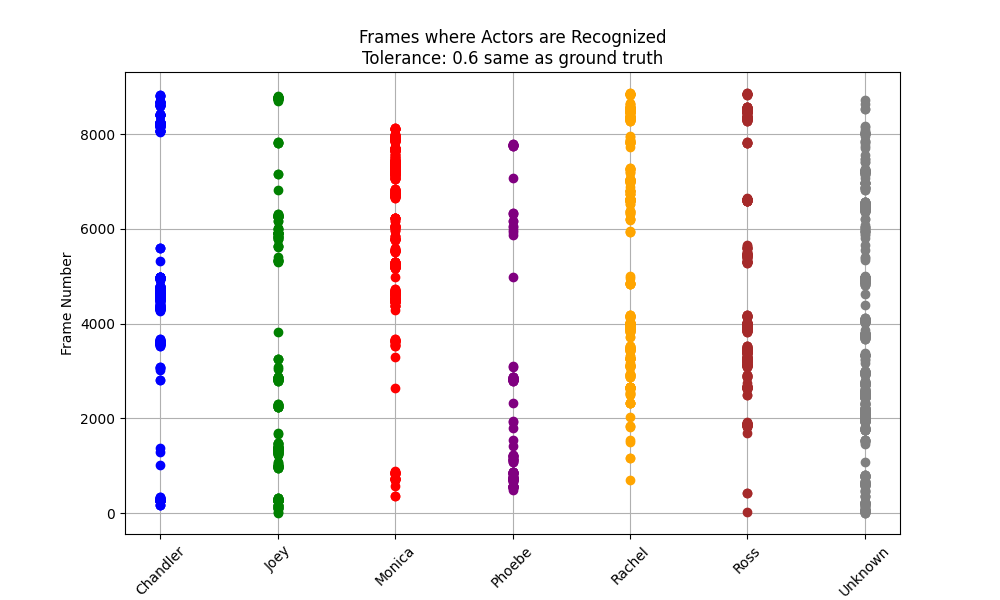 Frames where Actors are Recognized
Tolerance: 0.6 same as ground truth
Frame Number
8000
6000
4000
2000
0
Chandler
Joey
Monica
Phoebe
Rachel
Ross
Unknown